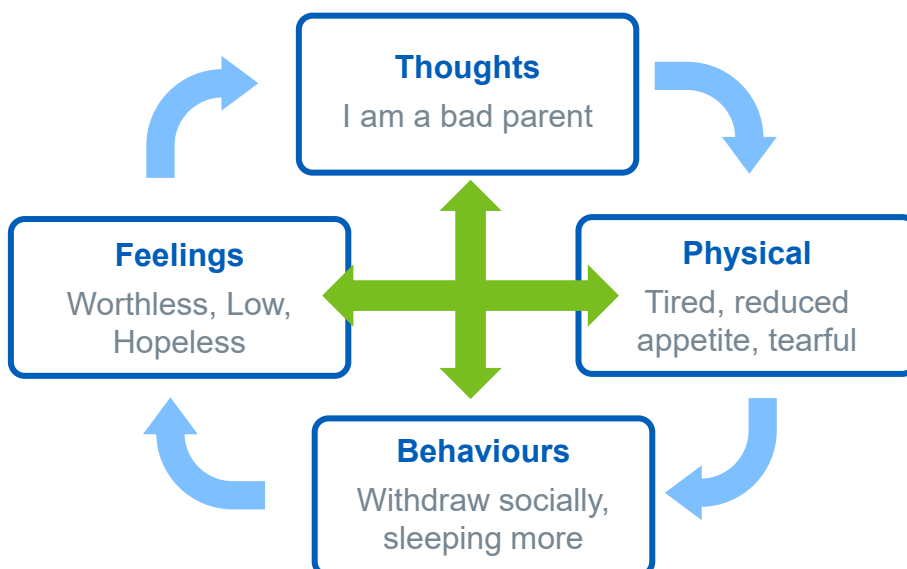 Thoughts
I am a bad parent
Feelings
Worthless, Low,
Hopeless
Physical
Tired, reduced
appetite, tearful
Behaviours
Withdraw socially,
sleeping more